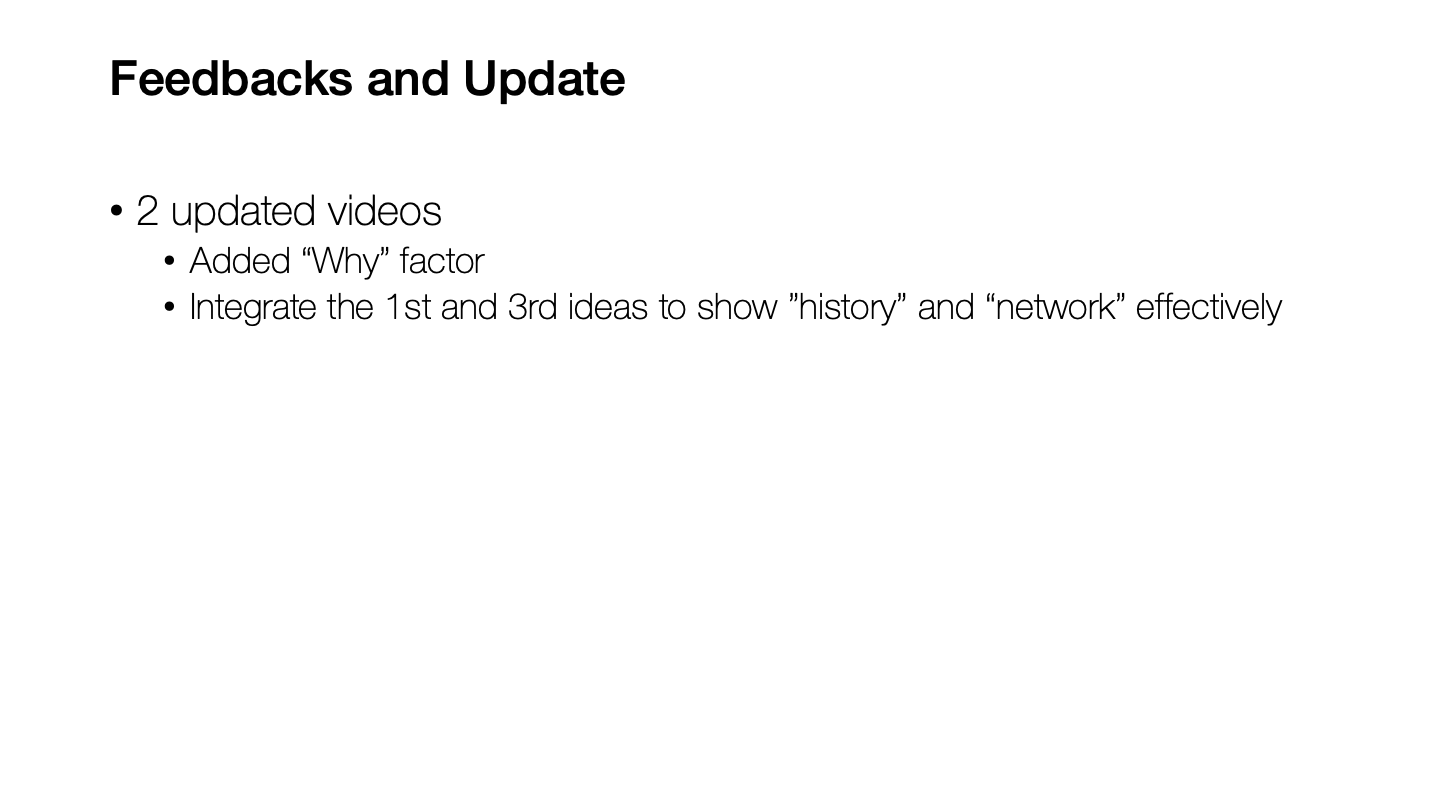 Feedbacks and Update
• 2 updated videos
• Added “Why” factor
• Integrate the 1st and 3rd ideas to show ”history” and “network” effectively